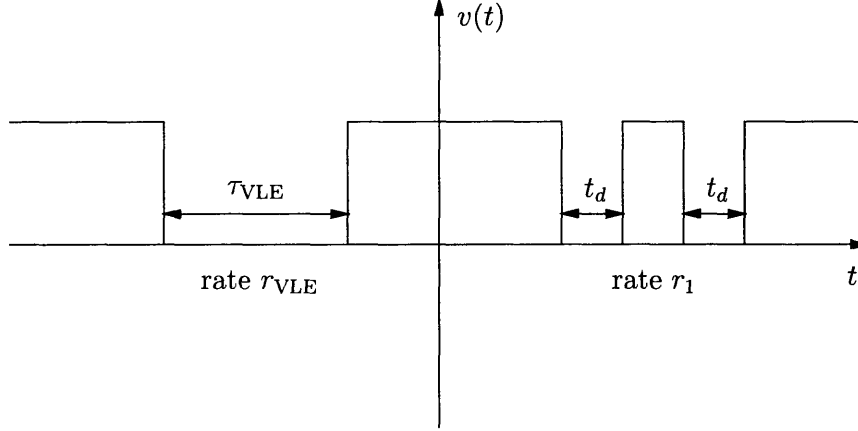 v(t)
τ_VLE
t_d
t_d
rate r_VLE
rate r_1
t